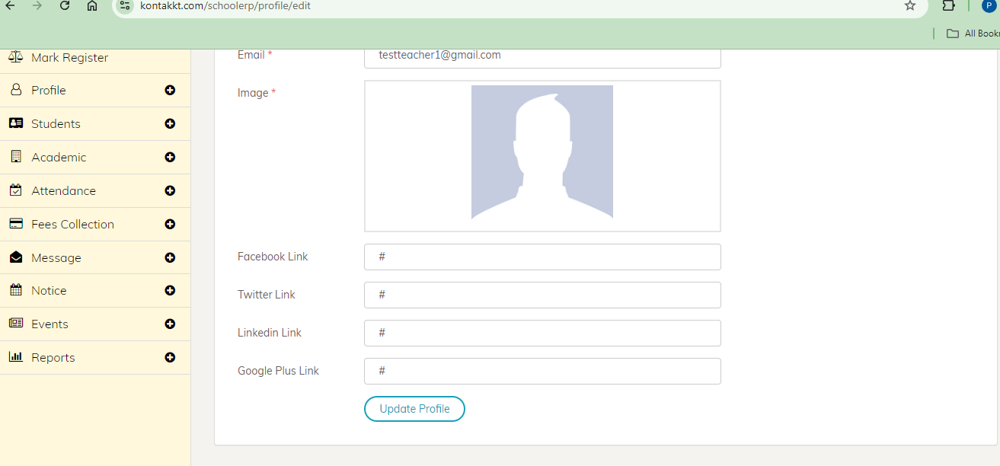 kontakkt.com/schoolerp/profile/edit
P
All Book
Mark Register
Profile
Students
Academic
Attendance
Fees Collection
Message
Notice
Events
Reports
Email * testteacher1@gmail.com
Image *
Facebook Link #
Twitter Link #
Linkedin Link #
Google Plus Link #
Update Profile